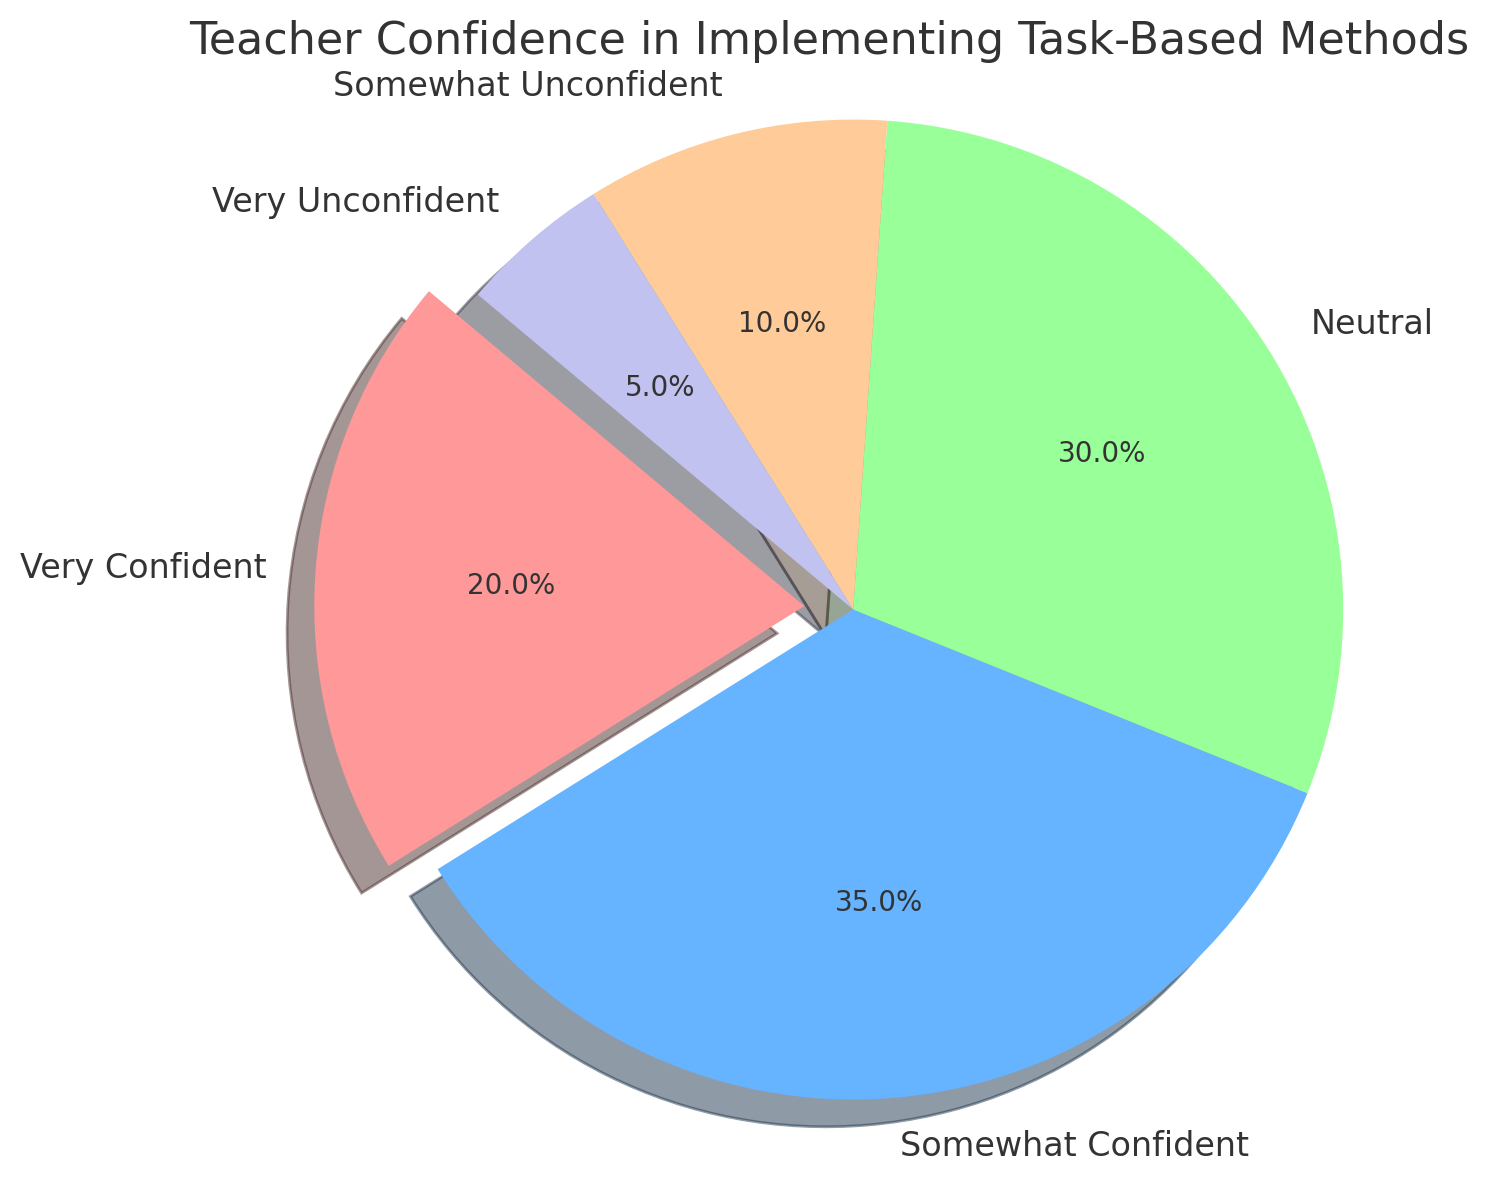 Teacher Confidence in Implementing Task-Based Methods
Somewhat Unconfident
Very Unconfident
Neutral
10.0%
5.0%
30.0%
Very Confident
20.0%
35.0%
Somewhat Confident